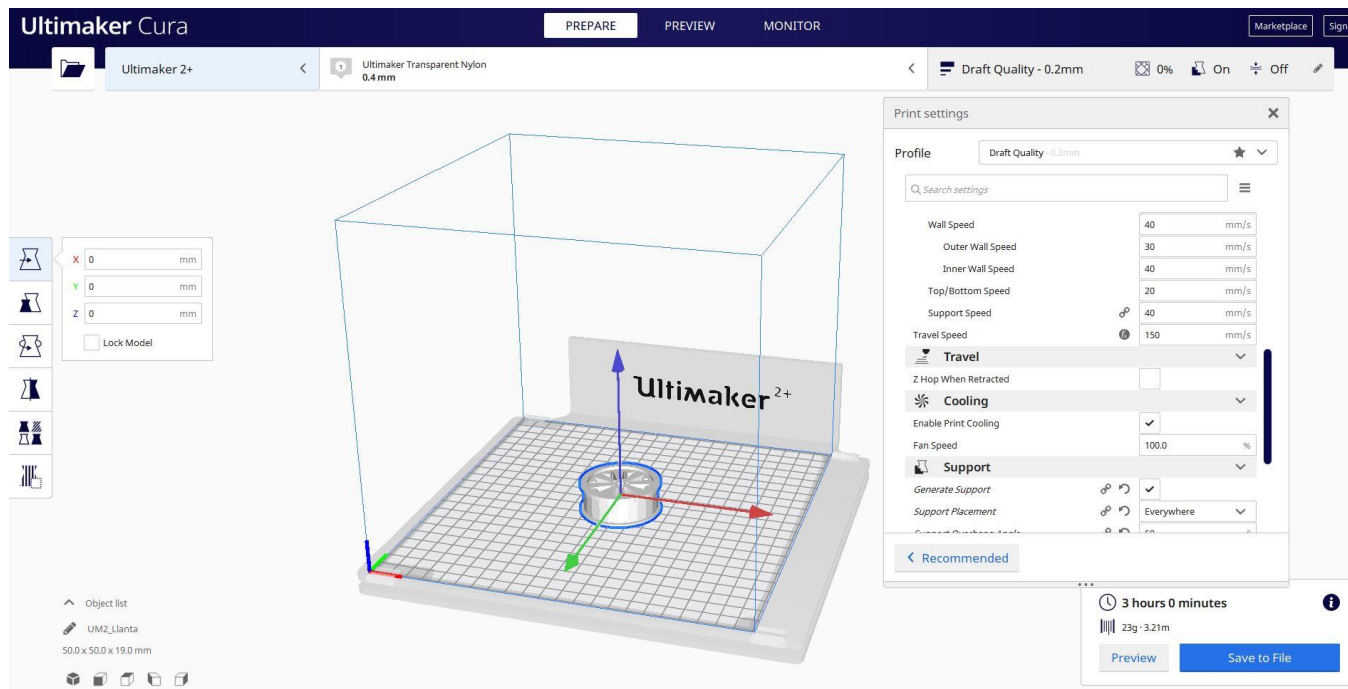 Ultimaker Cura
PREPARE PREVIEW MONITOR
Marketplace Sign
Ultimaker 2+
1 Ultimaker Transparent Nylon
0.4 mm
Draft Quality - 0.2mm 0% On Off
Print settings
Profile Draft Quality - 0.2mm
Search settings
Wall Speed 40 mm/s
Outer Wall Speed 30 mm/s
Inner Wall Speed 40 mm/s
Top/Bottom Speed 20 mm/s
Support Speed 40 mm/s
Travel Speed 150 mm/s
Travel
Z Hop When Retracted
Cooling
Enable Print Cooling
Fan Speed 100.0 %
Support
Generate Support
Support Placement Everywhere
Support Overhang Angle
Recommended
X 0 mm
Y 0 mm
Z 0 mm
Lock Model
Ultimaker 2+
Object list
UM2_Llanta
50.0 x 50.0 x 19.0 mm
3 hours 0 minutes
23g · 3.21m
Preview Save to File